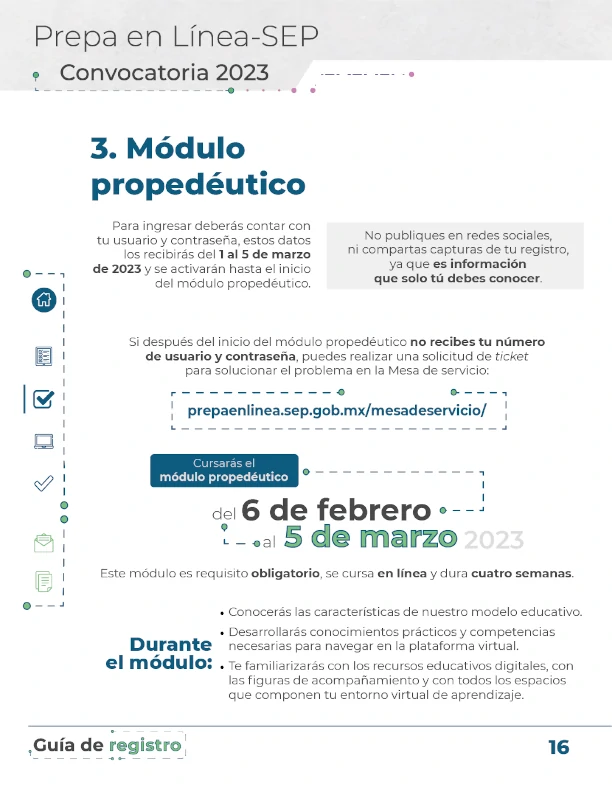 Prepa en Línea-SEP
Convocatoria 2023
3. Módulo
propedéutico
Para ingresar deberás contar con
tu usuario y contraseña, estos datos
los recibirás del 1 al 5 de marzo
de 2023 y se activarán hasta el inicio
del módulo propedéutico.
No publiques en redes sociales,
ni compartas capturas de tu registro,
ya que es información
que solo tú debes conocer.
Si después del inicio del módulo propedéutico no recibes tu número
de usuario y contraseña, puedes realizar una solicitud de ticket
para solucionar el problema en la Mesa de servicio:
prepaenlinea.sep.gob.mx/mesadeservicio/
Cursarás el
módulo propedéutico
del 6 de febrero
al 5 de marzo 2023
Este módulo es requisito obligatorio, se cursa en línea y dura cuatro semanas.
Durante
el módulo:
• Conocerás las características de nuestro modelo educativo.
• Desarrollarás conocimientos prácticos y competencias
necesarias para navegar en la plataforma virtual.
• Te familiarizarás con los recursos educativos digitales, con
las figuras de acompañamiento y con todos los espacios
que componen tu entorno virtual de aprendizaje.
Guía de registro
16